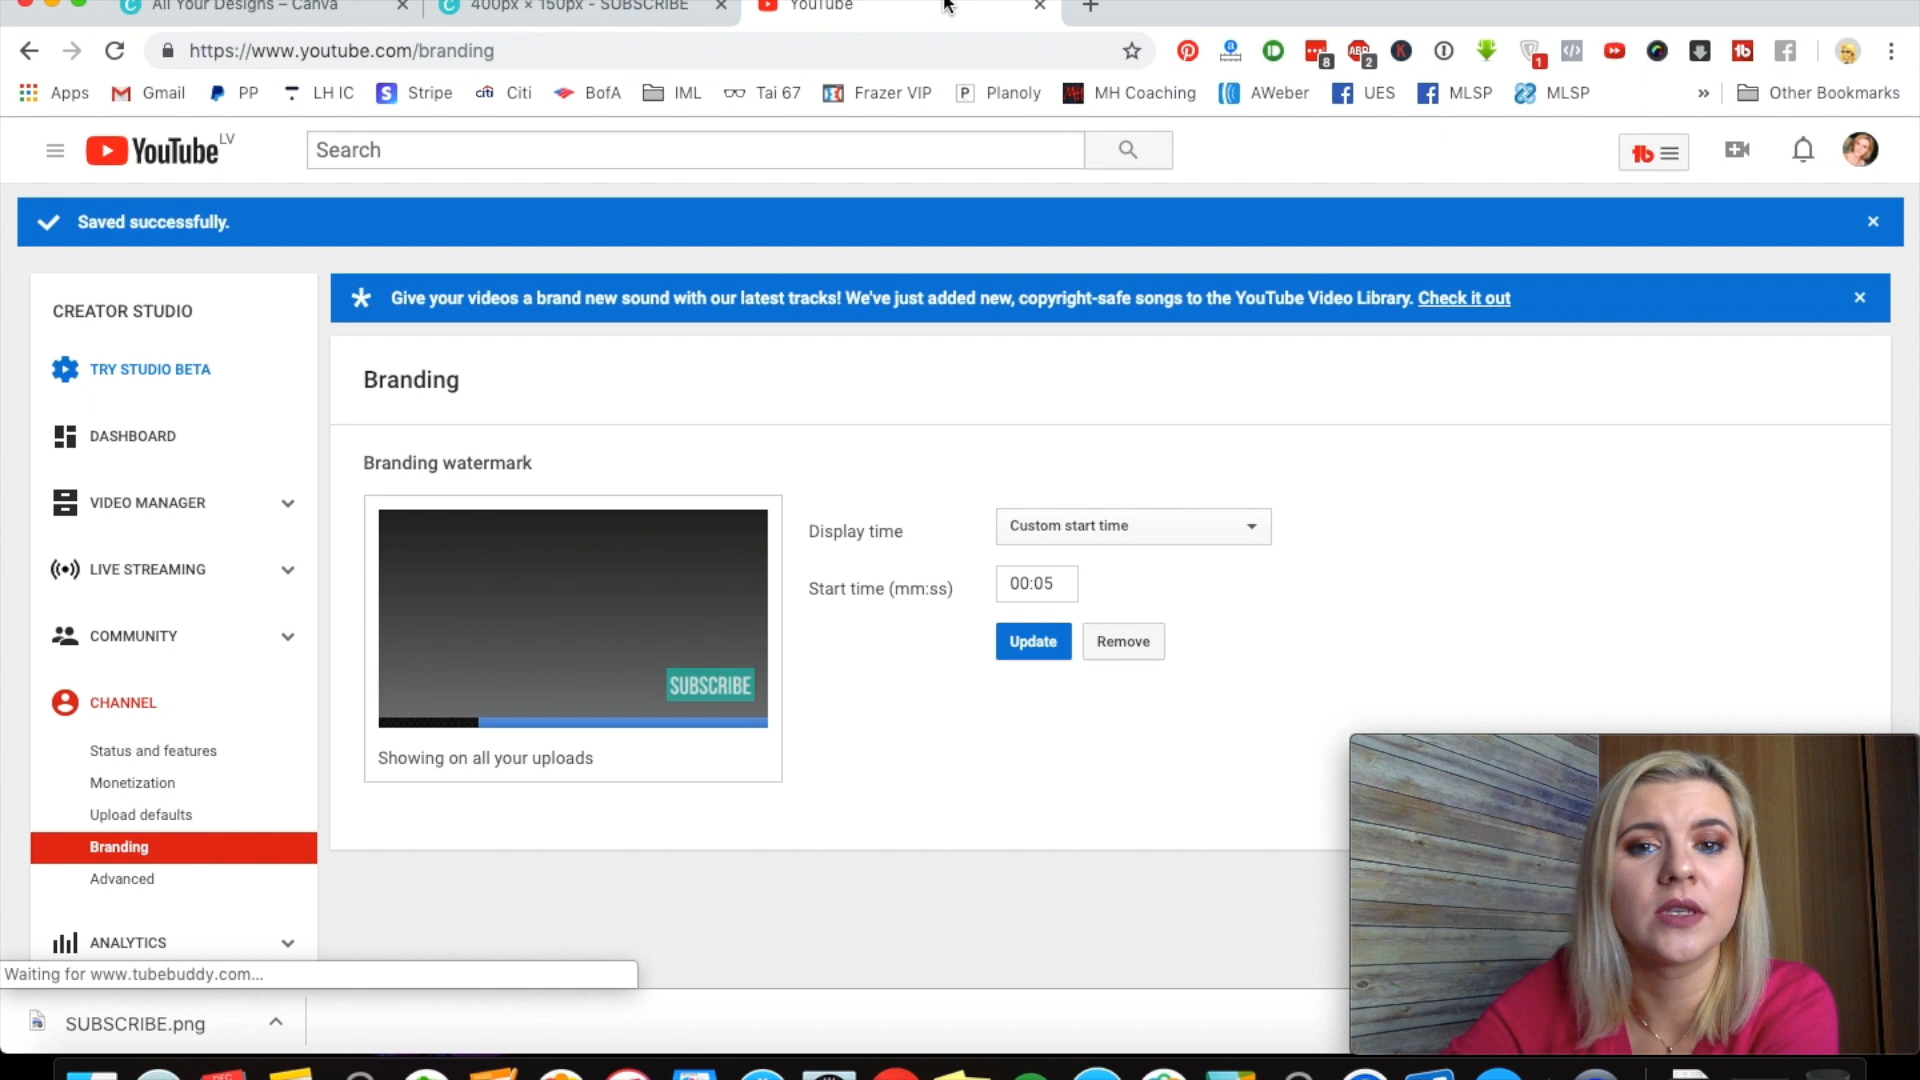 All Your Designs – Canva
400px × 150px - SUBSCRIBE
YouTube
https://www.youtube.com/branding
8
2
1
Apps
Gmail
PP
LH IC
Stripe
citi
Citi
BofA
IML
Tai 67
Frazer VIP
Planoly
MH Coaching
AWeber
UES
MLSP
MLSP
»
Other Bookmarks
YouTube LV
Search
Saved successfully.
Give your videos a brand new sound with our latest tracks! We've just added new, copyright-safe songs to the YouTube Video Library. Check it out
CREATOR STUDIO
TRY STUDIO BETA
DASHBOARD
VIDEO MANAGER
LIVE STREAMING
COMMUNITY
CHANNEL
Status and features
Monetization
Upload defaults
Branding
Advanced
ANALYTICS
Branding
Branding watermark
SUBSCRIBE
Showing on all your uploads
Display time
Custom start time
Start time (mm:ss)
00:05
Update
Remove
Waiting for www.tubebuddy.com...
SUBSCRIBE.png